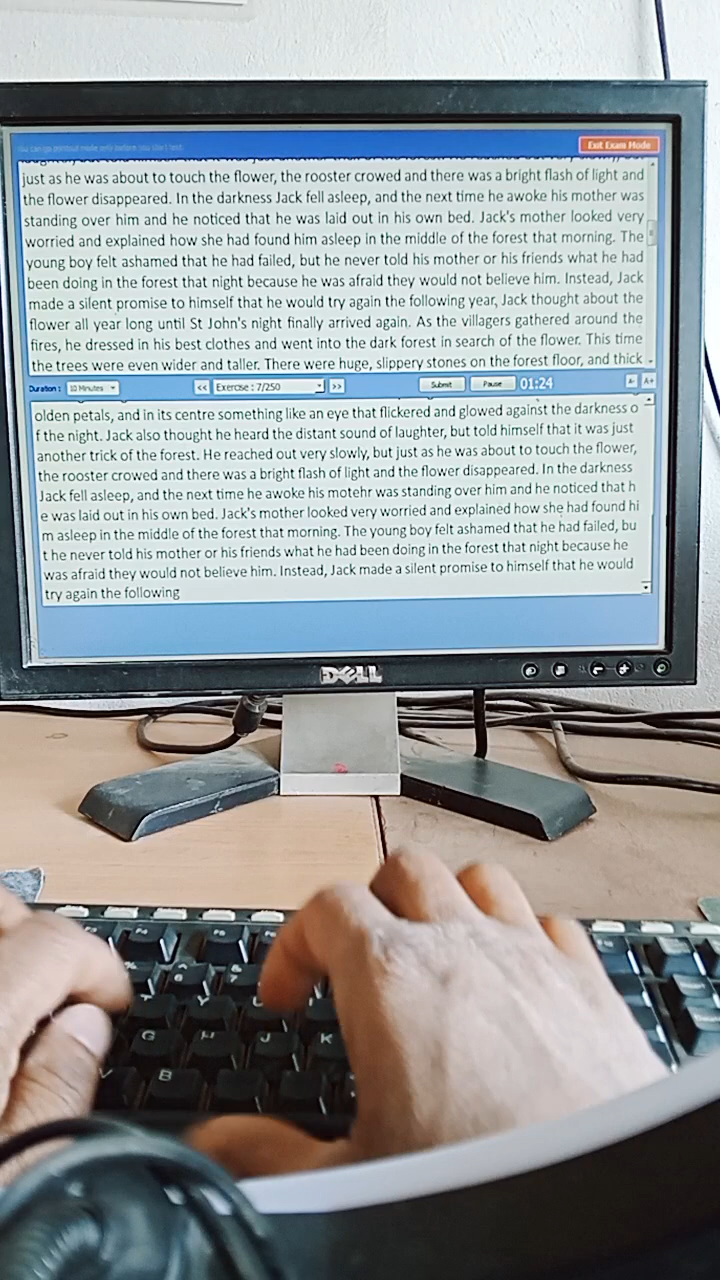 Exit Exam Mode
just as he was about to touch the flower, the rooster crowed and there was a bright flash of light and
the flower disappeared. In the darkness Jack fell asleep, and the next time he awoke his mother was
standing over him and he noticed that he was laid out in his own bed. Jack's mother looked very
worried and explained how she had found him asleep in the middle of the forest that morning. The
young boy felt ashamed that he had failed, but he never told his mother or his friends what he had
been doing in the forest that night because he was afraid they would not believe him. Instead, Jack
made a silent promise to himself that he would try again the following year, Jack thought about the
flower all year long until St John's night finally arrived again. As the villagers gathered around the
fires, he dressed in his best clothes and went into the dark forest in search of the flower. This time
the trees were even wider and taller. There were huge, slippery stones on the forest floor, and thick
Duration : 10 Minutes << Exercise : 7/250 >> Submit Pause 01:24 A- A+
olden petals, and in its centre something like an eye that flickered and glowed against the darkness o
f the night. Jack also thought he heard the distant sound of laughter, but told himself that it was just
another trick of the forest. He reached out very slowly, but just as he was about to touch the flower,
the rooster crowed and there was a bright flash of light and the flower disappeared. In the darkness
Jack fell asleep, and the next time he awoke his motehr was standing over him and he noticed that h
e was laid out in his own bed. Jack's mother looked very worried and explained how she had found hi
m asleep in the middle of the forest that morning. The young boy felt ashamed that he had failed, bu
t he never told his mother or his friends what he had been doing in the forest that night because he
was afraid they would not believe him. Instead, Jack made a silent promise to himself that he would
try again the following
DELL
F4 F5
6 7
T Y U
G H J K
V B